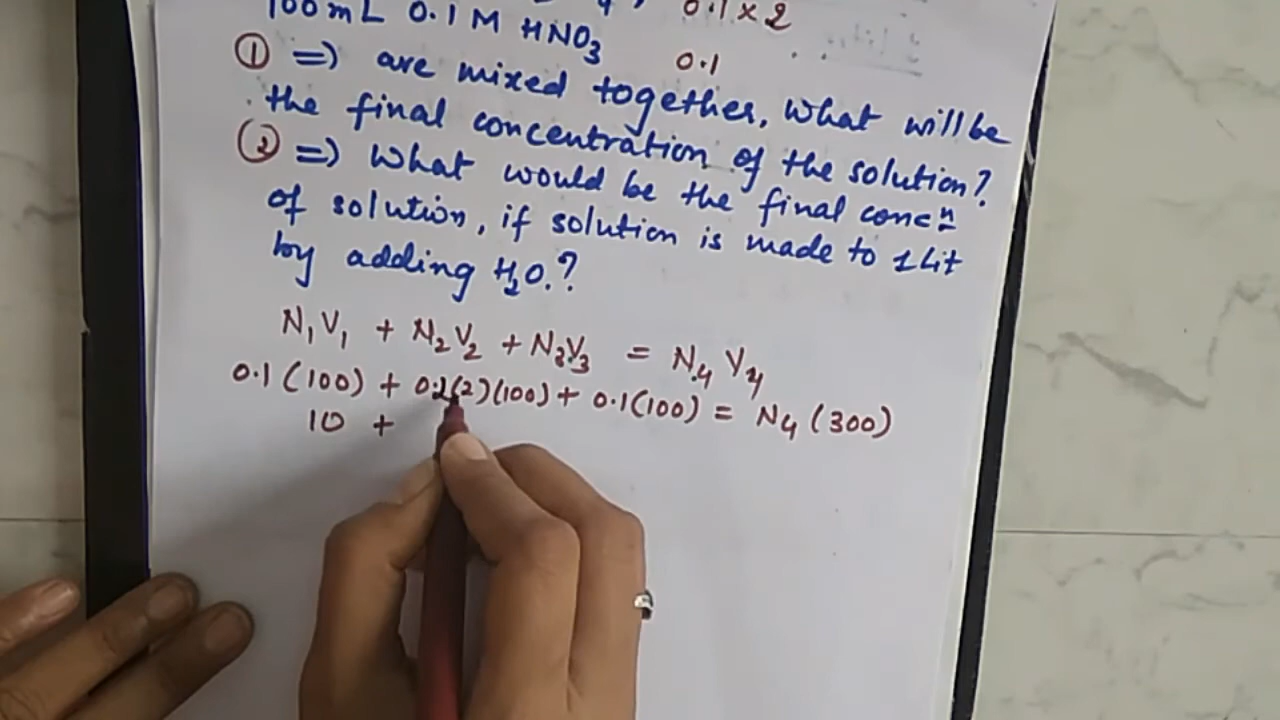 0.1 x 2
100 mL 0.1 M HNO3
0.1
① => are mixed together, what will be
the final concentration of the solution?
② => What would be the final concn
of solution, if solution is made to 1 Lit
by adding H2O.?
N1V1 + N2V2 + N3V3 = N4 V4
0.1 (100) + 0.1(2)(100) + 0.1(100) = N4 (300)
10 +